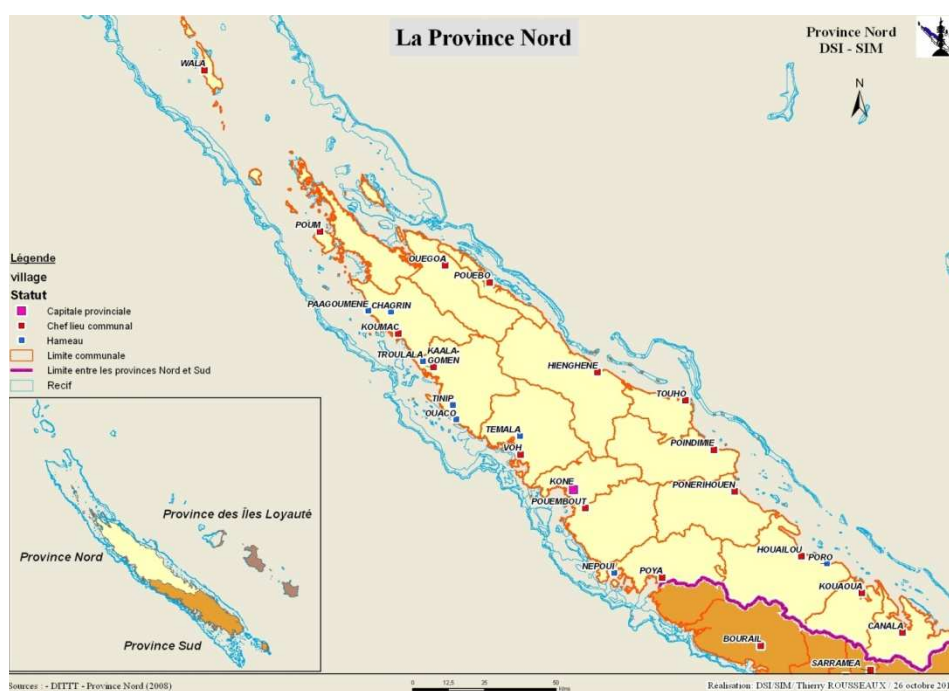 La Province Nord
Province Nord
DSI - SIM
N
WALA
POUM
OUEGOA
POUEBO
PAAGOUMENE
CHAGRIN
KOUMAC
TROULALA
KAALA-
GOMEN
HIENGHENE
TOUHO
TINIP
OUACO
TEMALA
VOH
POINDIMIE
KONE
POUEMBOUT
PONERIHOUEN
HOUAILOU
PORO
NEPOUI
POYA
KOUAOUA
CANALA
BOURAIL
SARRAMEA
Légende
village
Statut
Capitale provinciale
Chef lieu communal
Hameau
Limite communale
Limite entre les provinces Nord et Sud
Recif
Province des Îles Loyauté
Province Nord
Province Sud
Sources : - DITTT - Province Nord (2008)
0 12,5 25 50
Réalisation: DSI/SIM/ Thierry ROUSSEAUX / 26 octobre